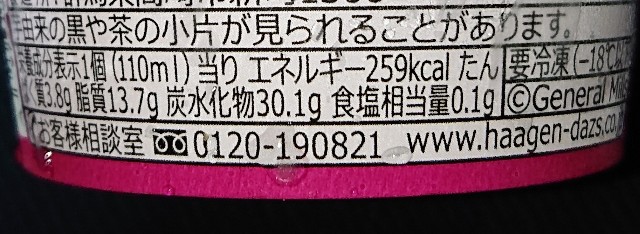 由来の黒や茶の小片が見られることがあります。
養成分表示1個(110ml)当り エネルギー259kcal たん
く質3.8g 脂質13.7g 炭水化物30.1g 食塩相当量0.1g
要冷凍(−18℃以
©General Mil
お客様相談室 0120-190821 www.haagen-dazs.co